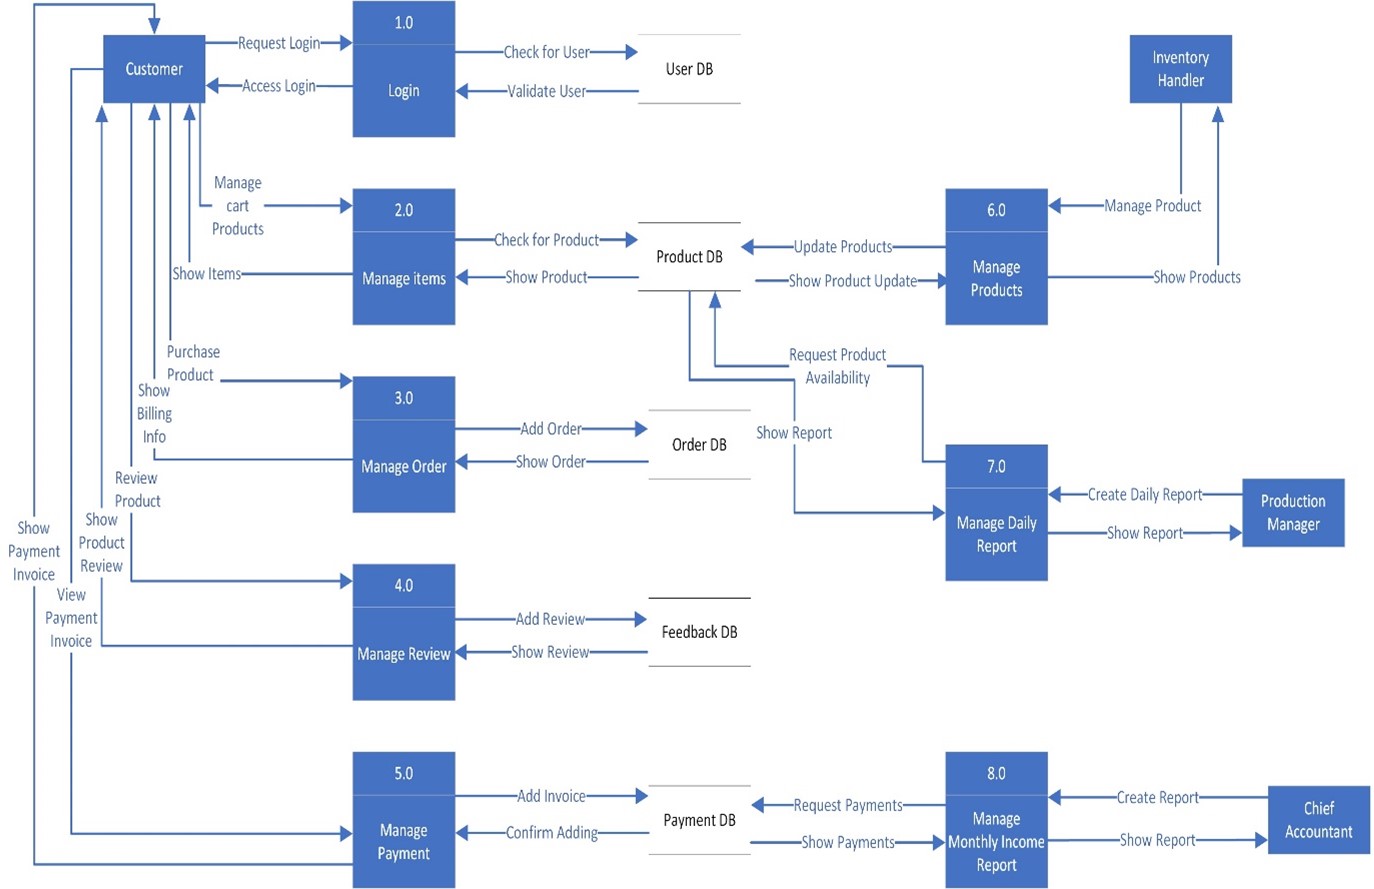 1.0
Request Login
Check for User
Customer
User DB
Inventory
Handler
Access Login
Login
Validate User
Manage
cart
Products
2.0
6.0
Manage Product
Check for Product
Update Products
Product DB
Show Items
Manage items
Show Product
Show Product Update
Manage
Products
Show Products
Purchase
Product
Request Product
Availability
Show
Billing
Info
3.0
Add Order
Show Report
Order DB
Manage Order
Show Order
7.0
Review
Product
Create Daily Report
Production
Manager
Show
Product
Review
Manage Daily
Report
Show Report
Show
Payment
Invoice
4.0
View
Payment
Invoice
Add Review
Feedback DB
Manage Review
Show Review
5.0
8.0
Add Invoice
Request Payments
Create Report
Payment DB
Chief
Accountant
Manage
Payment
Confirm Adding
Show Payments
Manage
Monthly Income
Report
Show Report